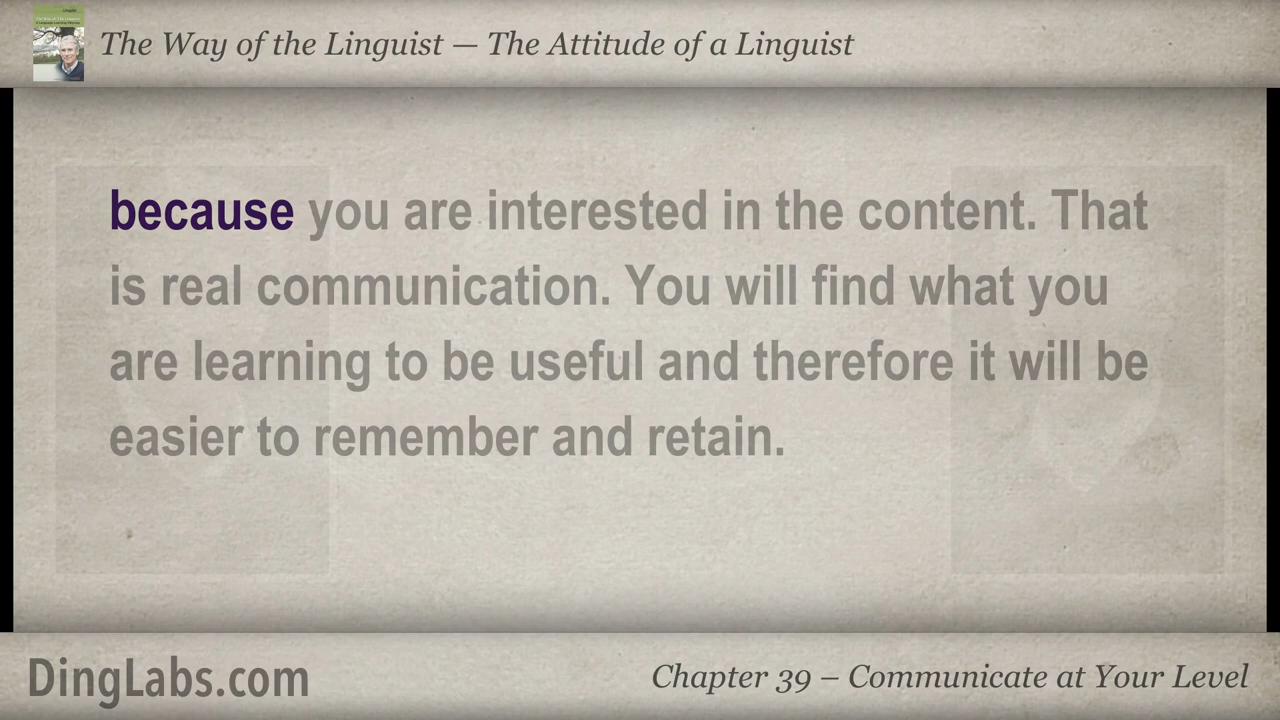 The Way of the Linguist — The Attitude of a Linguist
because you are interested in the content. That
is real communication. You will find what you
are learning to be useful and therefore it will be
easier to remember and retain.
DingLabs.com
Chapter 39 – Communicate at Your Level